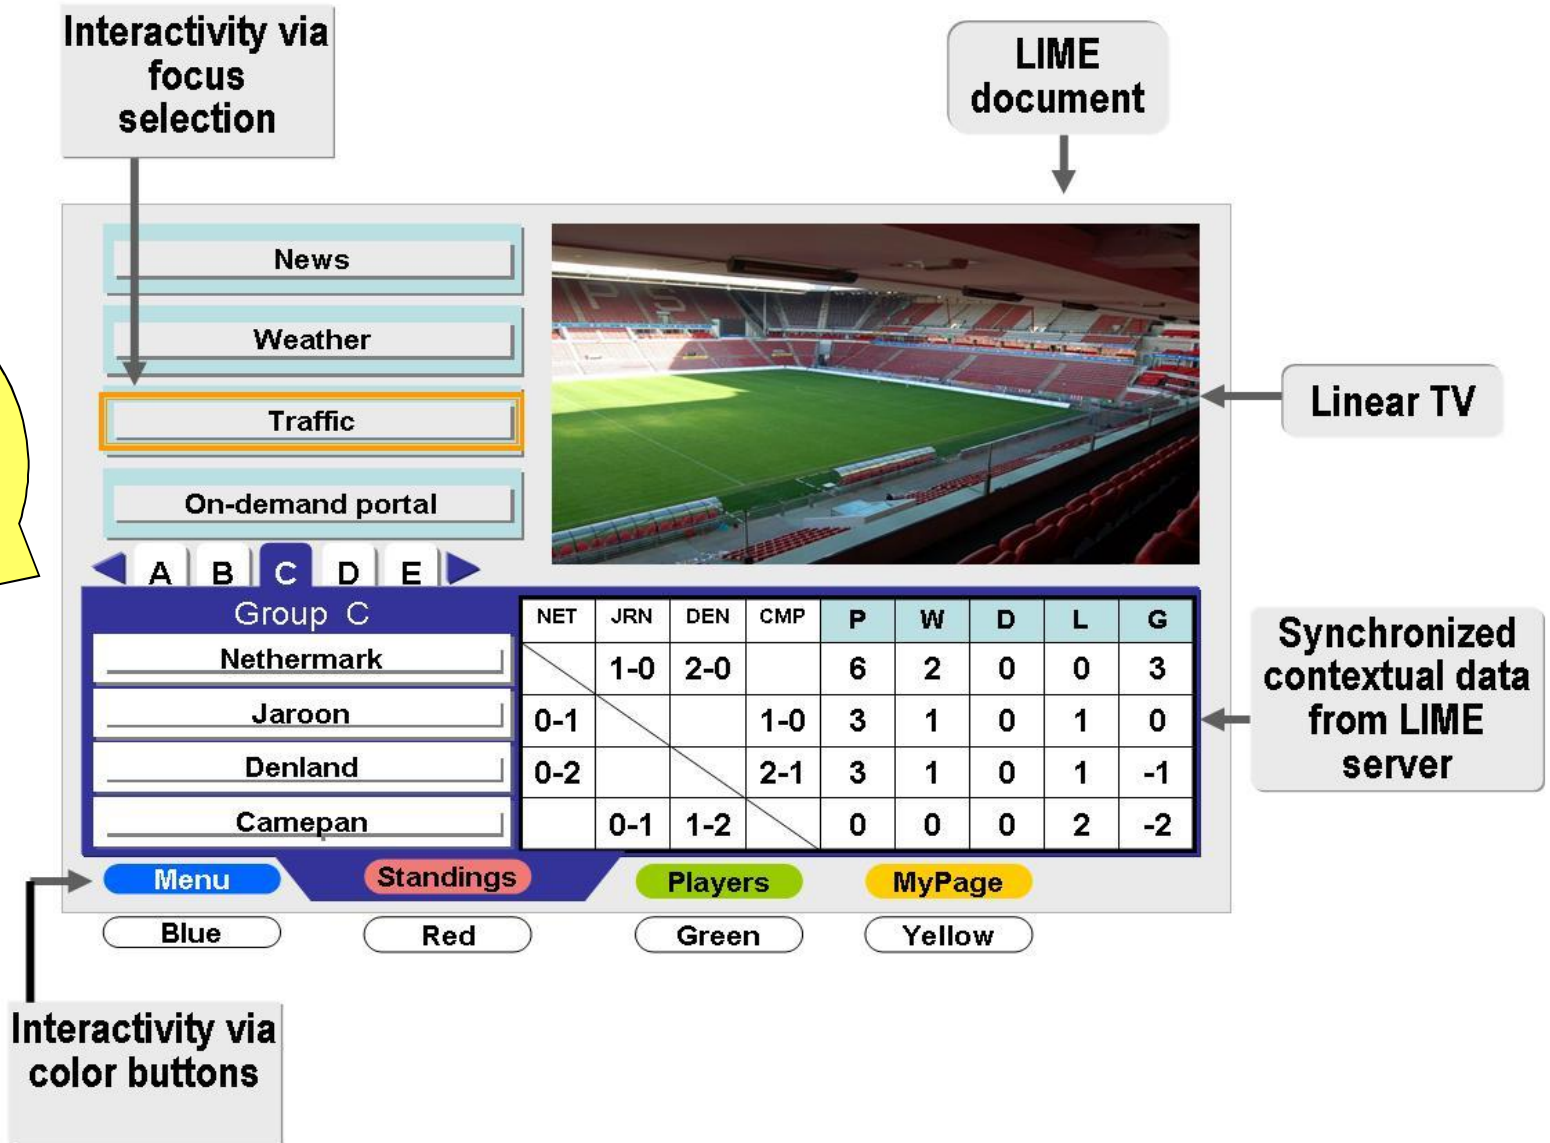 Interactivity via
focus
selection
LIME
document
News
Weather
Traffic
On-demand portal
Linear TV
A B C D E
Group C NET JRN DEN CMP P W D L G
Nethermark 1-0 2-0 6 2 0 0 3
Jaroon 0-1 1-0 3 1 0 1 0
Denland 0-2 2-1 3 1 0 1 -1
Camepan 0-1 1-2 0 0 0 2 -2
Synchronized
contextual data
from LIME
server
Menu Standings Players MyPage
Blue Red Green Yellow
Interactivity via
color buttons
P S